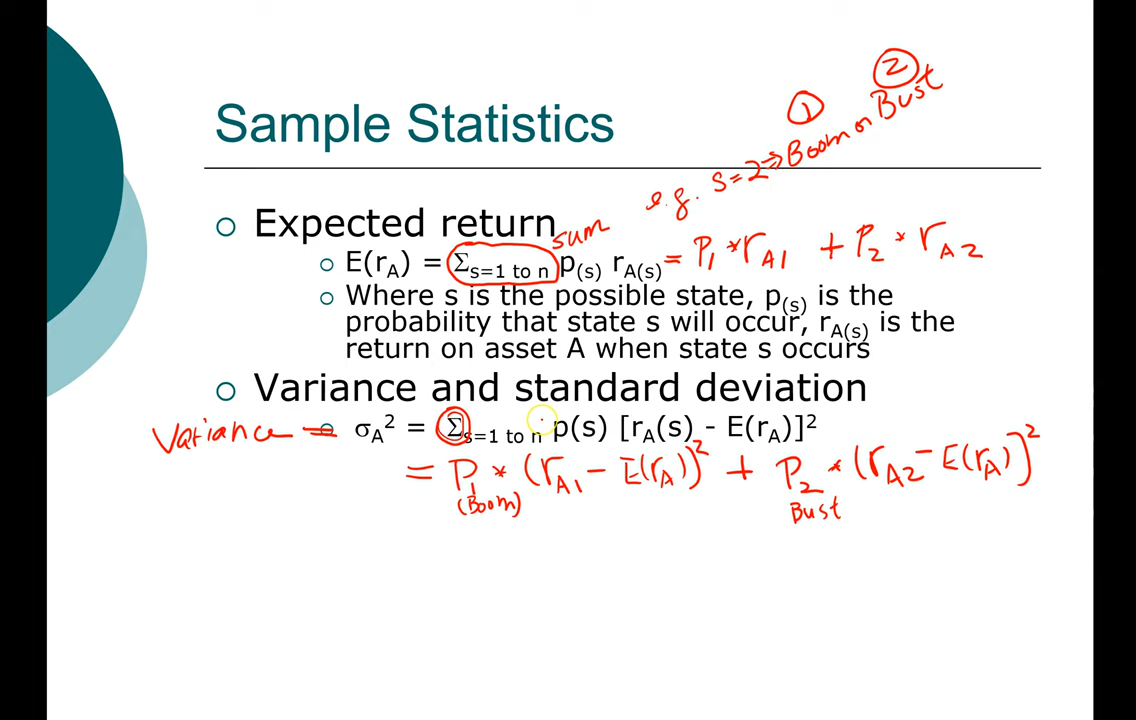 ②
①
e.g. s=2⇒Boom or Bust
Sample Statistics
Expected return
sum
E(rA) = Σs=1 to n p(s) rA(s) = P1 * rA1 + P2 * rA2
Where s is the possible state, p(s) is the
probability that state s will occur, rA(s) is the
return on asset A when state s occurs
Variance and standard deviation
Variance = σA² = Σs=1 to n p(s) [rA(s) - E(rA)]²
= P1 * (rA1 - E(rA))² + P2 * (rA2 - E(rA))²
(Boom) Bust